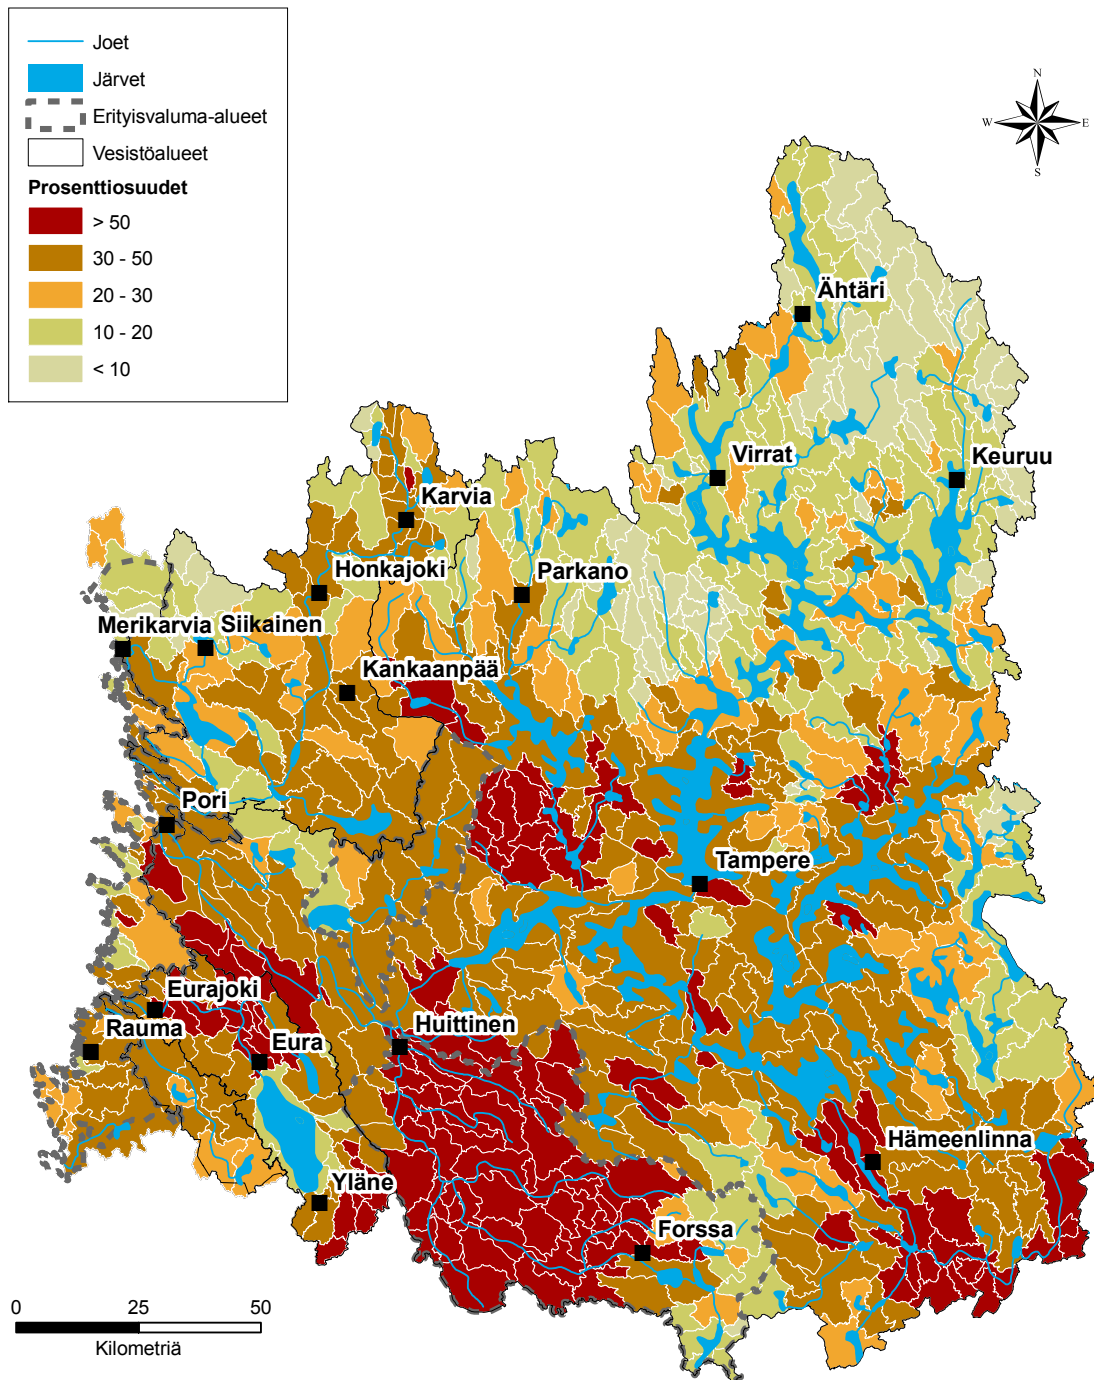 Joet
Järvet
Erityisvaluma-alueet
Vesistöalueet
Prosenttiosuudet
> 50
30 - 50
20 - 30
10 - 20
< 10
N
W
E
S
Ähtäri
Virrat
Keuruu
Karvia
Honkajoki
Parkano
Merikarvia
Siikainen
Kankaanpää
Pori
Tampere
Eurajoki
Rauma
Eura
Huittinen
Hämeenlinna
Yläne
Forssa
0 25 50
Kilometriä